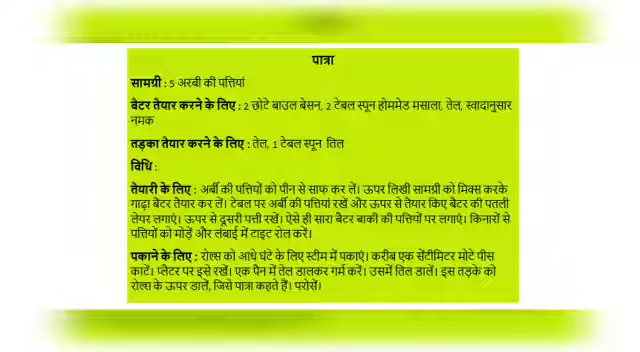 पात्रा
सामग्री : 5 अरबी की पत्तियां
बैटर तैयार करने के लिए : 2 छोटे बाउल बेसन, 2 टेबल स्पून होममेड मसाला, तेल, स्वादानुसार
नमक
तड़का तैयार करने के लिए : तेल, 1 टेबल स्पून तिल
विधि :
तैयारी के लिए : अर्बी की पत्तियों को पीन से साफ कर लें। ऊपर लिखी सामग्री को मिक्स करके
गाढ़ा बैटर तैयार कर लें। टेबल पर अर्बी की पत्तियां रखें और ऊपर से तैयार किए बैटर की पतली
लेयर लगाएं। ऊपर से दूसरी पत्ती रखें। ऐसे ही सारा बैटर बाकी की पत्तियों पर लगाएं। किनारों से
पत्तियों को मोड़ें और लंबाई में टाइट रोल करें।
पकाने के लिए : रोल्स को आधे घंटे के लिए स्टीम में पकाएं। करीब एक सेंटीमिटर मोटे पीस
काटें। प्लैटर पर इसे रखें। एक पैन में तेल डालकर गर्म करें। उसमें तिल डालें। इस तड़के को
रोल्स के ऊपर डालें, जिसे पात्रा कहते हैं। परोसें।